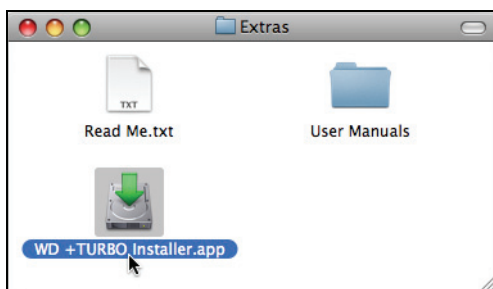 Extras
TXT
Read Me.txt
User Manuals
WD +TURBO Installer.app